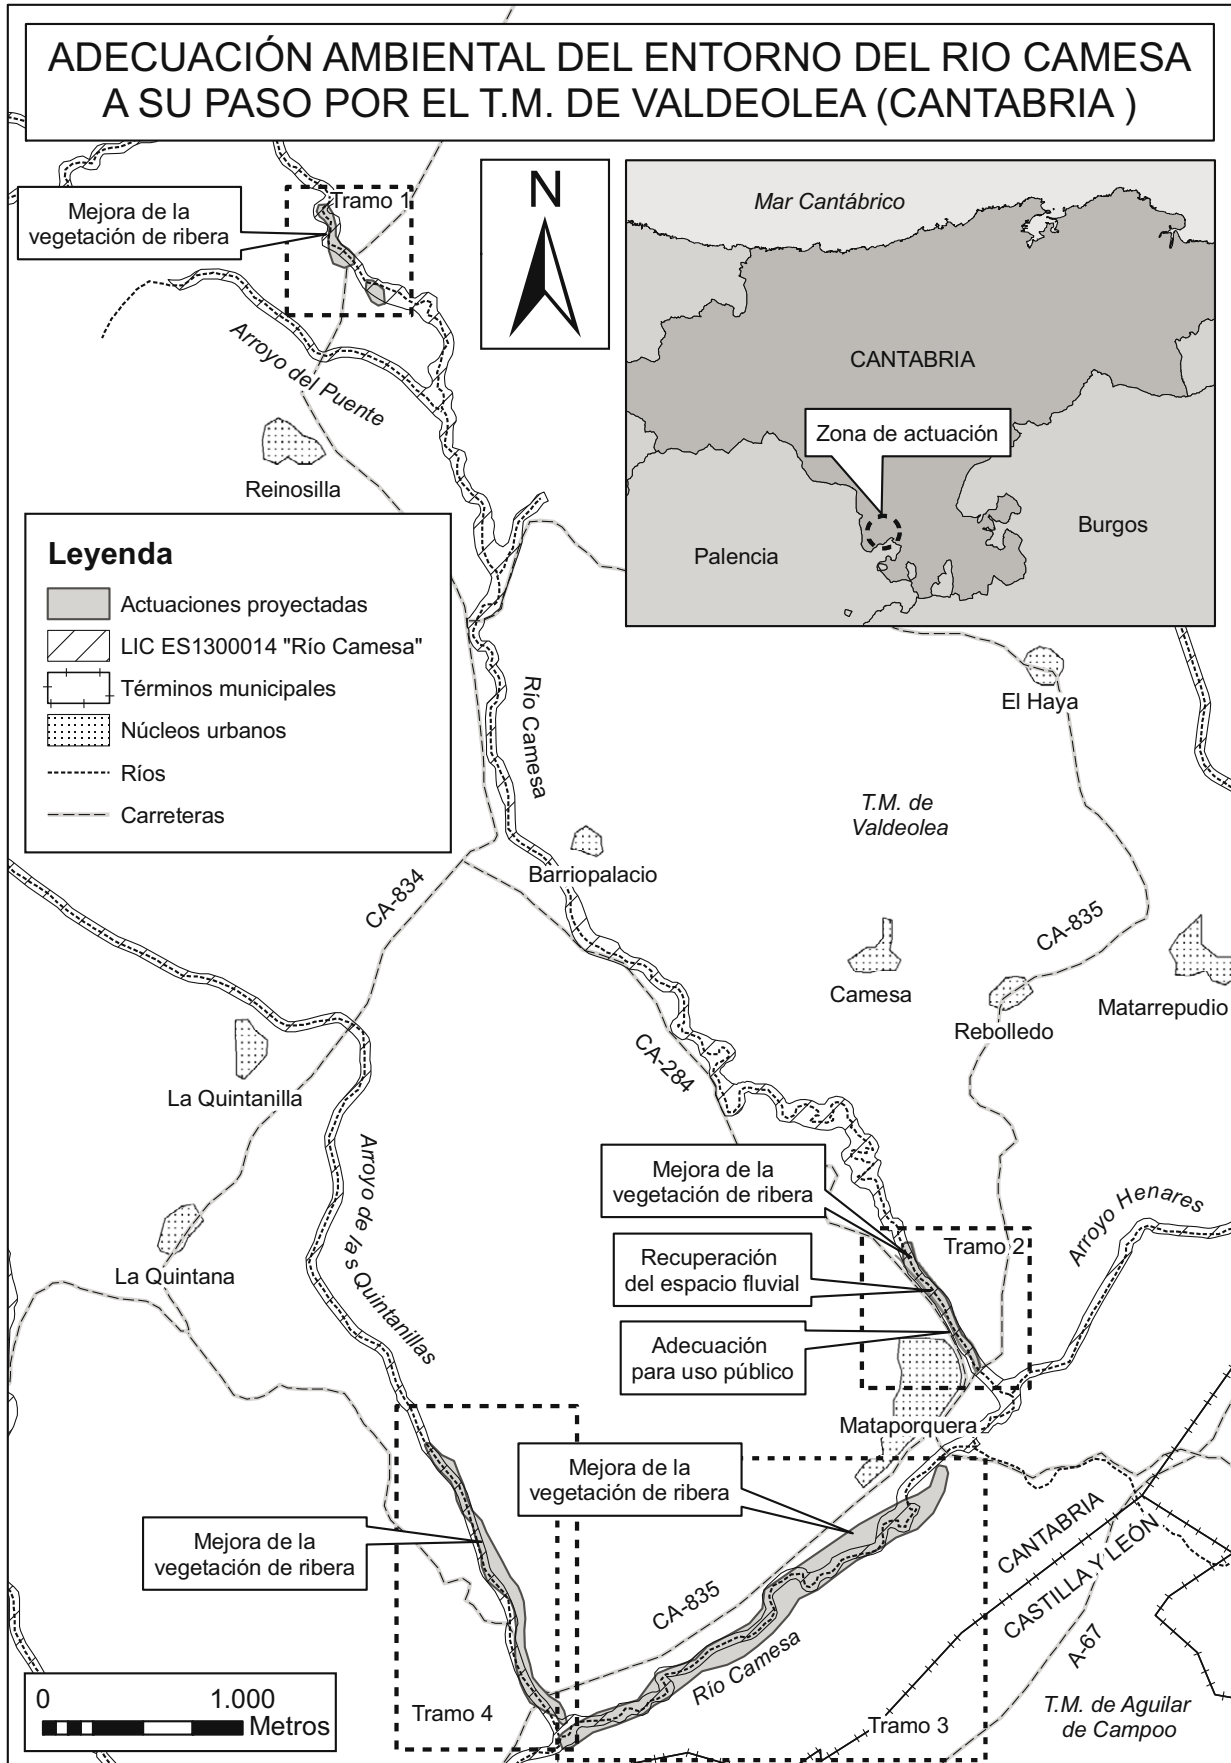 ADECUACIÓN AMBIENTAL DEL ENTORNO DEL RIO CAMESA
A SU PASO POR EL T.M. DE VALDEOLEA (CANTABRIA )
Tramo 1
Mejora de la
vegetación de ribera
N
Mar Cantábrico
CANTABRIA
Zona de actuación
Palencia
Burgos
Arroyo del Puente
Reinosilla
Leyenda
Actuaciones proyectadas
LIC ES1300014 "Río Camesa"
Términos municipales
Núcleos urbanos
Ríos
Carreteras
Río Camesa
El Haya
T.M. de
Valdeolea
Barriopalacio
CA-834
CA-835
Camesa
Rebolledo
Matarrepudio
CA-284
La Quintanilla
Arroyo de las Quintanillas
La Quintana
Mejora de la
vegetación de ribera
Recuperación
del espacio fluvial
Adecuación
para uso público
Tramo 2
Arroyo Henares
Mataporquera
Mejora de la
vegetación de ribera
Mejora de la
vegetación de ribera
CANTABRIA
CASTILLA Y LEÓN
CA-835
Río Camesa
A-67
Tramo 4
Tramo 3
T.M. de Aguilar
de Campoo
0 1.000
Metros